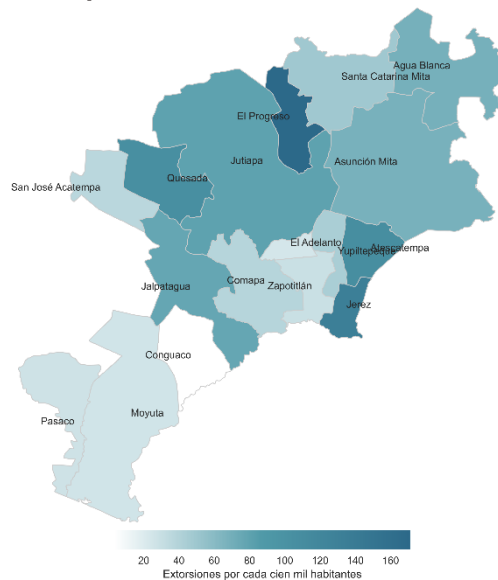 Agua Blanca
Santa Catarina Mita
El Progreso
Jutiapa
Asunción Mita
Quesada
San José Acatempa
El Adelanto
Yupiltepeque
Atescatempa
Jalpatagua
Comapa
Zapotitlán
Jerez
Conguaco
Moyuta
Pasaco
20 40 60 80 100 120 140 160
Extorsiones por cada cien mil habitantes